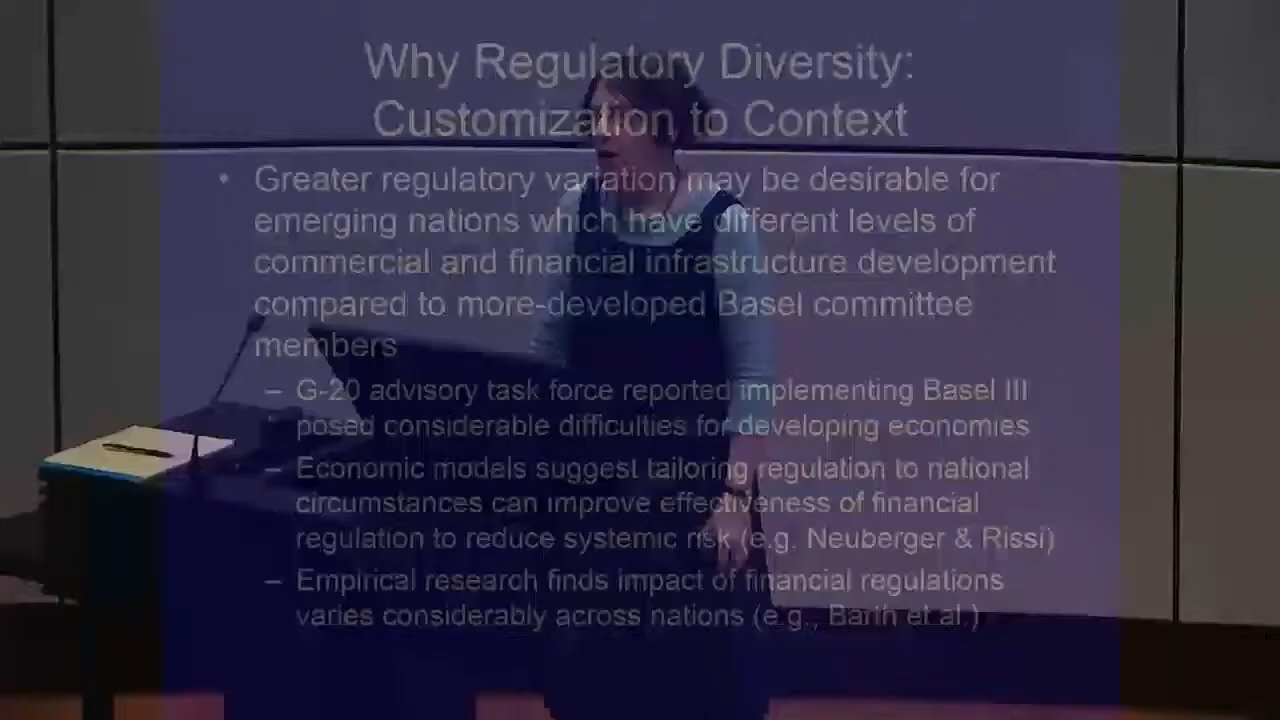 Why Regulatory Diversity:
Customization to Context
• Greater regulatory variation may be desirable for
emerging nations which have different levels of
commercial and financial infrastructure development
compared to more-developed Basel committee
members
– G-20 advisory task force reported implementing Basel III
posed considerable difficulties for developing economies
– Economic models suggest tailoring regulation to national
circumstances can improve effectiveness of financial
regulation to reduce systemic risk (e.g. Neuberger & Rissi)
– Empirical research finds impact of financial regulations
varies considerably across nations (e.g., Barth et al.)